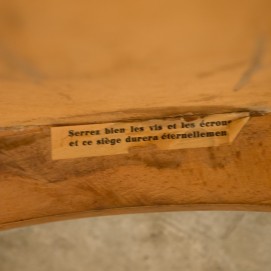 Serrez bien les vis et les écrous
et ce siège durera éternellemen